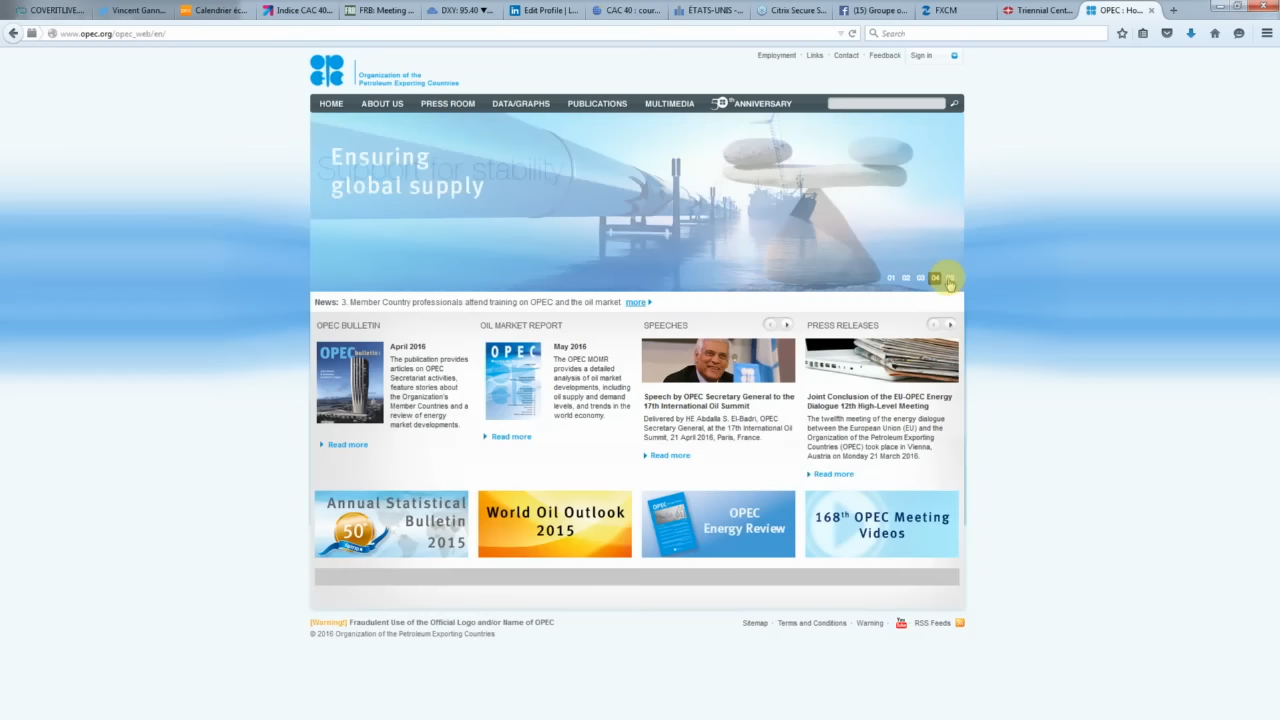 COVERITLIVE....
Vincent Gann...
Calendrier éc...
Indice CAC 40...
FRB: Meeting ...
DXY: 95.40 ▼...
Edit Profile | L...
CAC 40 : cour...
ÉTATS-UNIS - ...
Citrix Secure S...
(1) Groupe o...
FXCM
Triennial Cent...
OPEC : Ho...
www.opec.org/opec_web/en/
Search
Employment · Links · Contact · Feedback Sign in
Organization of the
Petroleum Exporting Countries
HOME ABOUT US PRESS ROOM DATA/GRAPHS PUBLICATIONS MULTIMEDIA 50th ANNIVERSARY
Ensuring
Support for stability
global supply
01 02 03 04
News: 3. Member Country professionals attend training on OPEC and the oil market more
OPEC BULLETIN
OPEC bulletin
April 2016
The publication provides
articles on OPEC
Secretariat activities,
feature stories about
the Organization's
Member Countries and a
review of energy
market developments.
Read more
OIL MARKET REPORT
OPEC
May 2016
The OPEC MOMR
provides a detailed
analysis of oil market
developments, including
oil supply and demand
levels, and trends in the
world economy.
Read more
SPEECHES
Speech by OPEC Secretary General to the
17th International Oil Summit
Delivered by HE Abdalla S. El-Badri, OPEC
Secretary General, at the 17th International Oil
Summit, 21 April 2016, Paris, France.
Read more
PRESS RELEASES
Joint Conclusion of the EU-OPEC Energy
Dialogue 12th High-Level Meeting
The twelfth meeting of the energy dialogue
between the European Union (EU) and the
Organization of the Petroleum Exporting
Countries (OPEC) took place in Vienna,
Austria on Monday 21 March 2016.
Read more
Annual Statistical
Bulletin
2015
50th
World Oil Outlook
2015
OPEC
Energy Review
168th OPEC Meeting
Videos
[Warning!] Fraudulent Use of the Official Logo and/or Name of OPEC
© 2016 Organization of the Petroleum Exporting Countries
Sitemap · Terms and Conditions · Warning · You Tube RSS Feeds